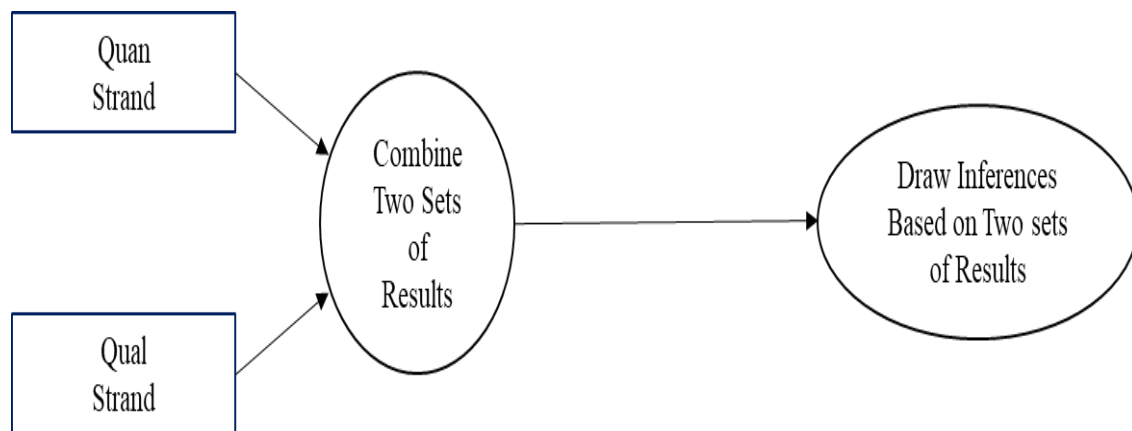 Quan
Strand
Combine
Two Sets
of
Results
Draw Inferences
Based on Two sets
of Results
Qual
Strand